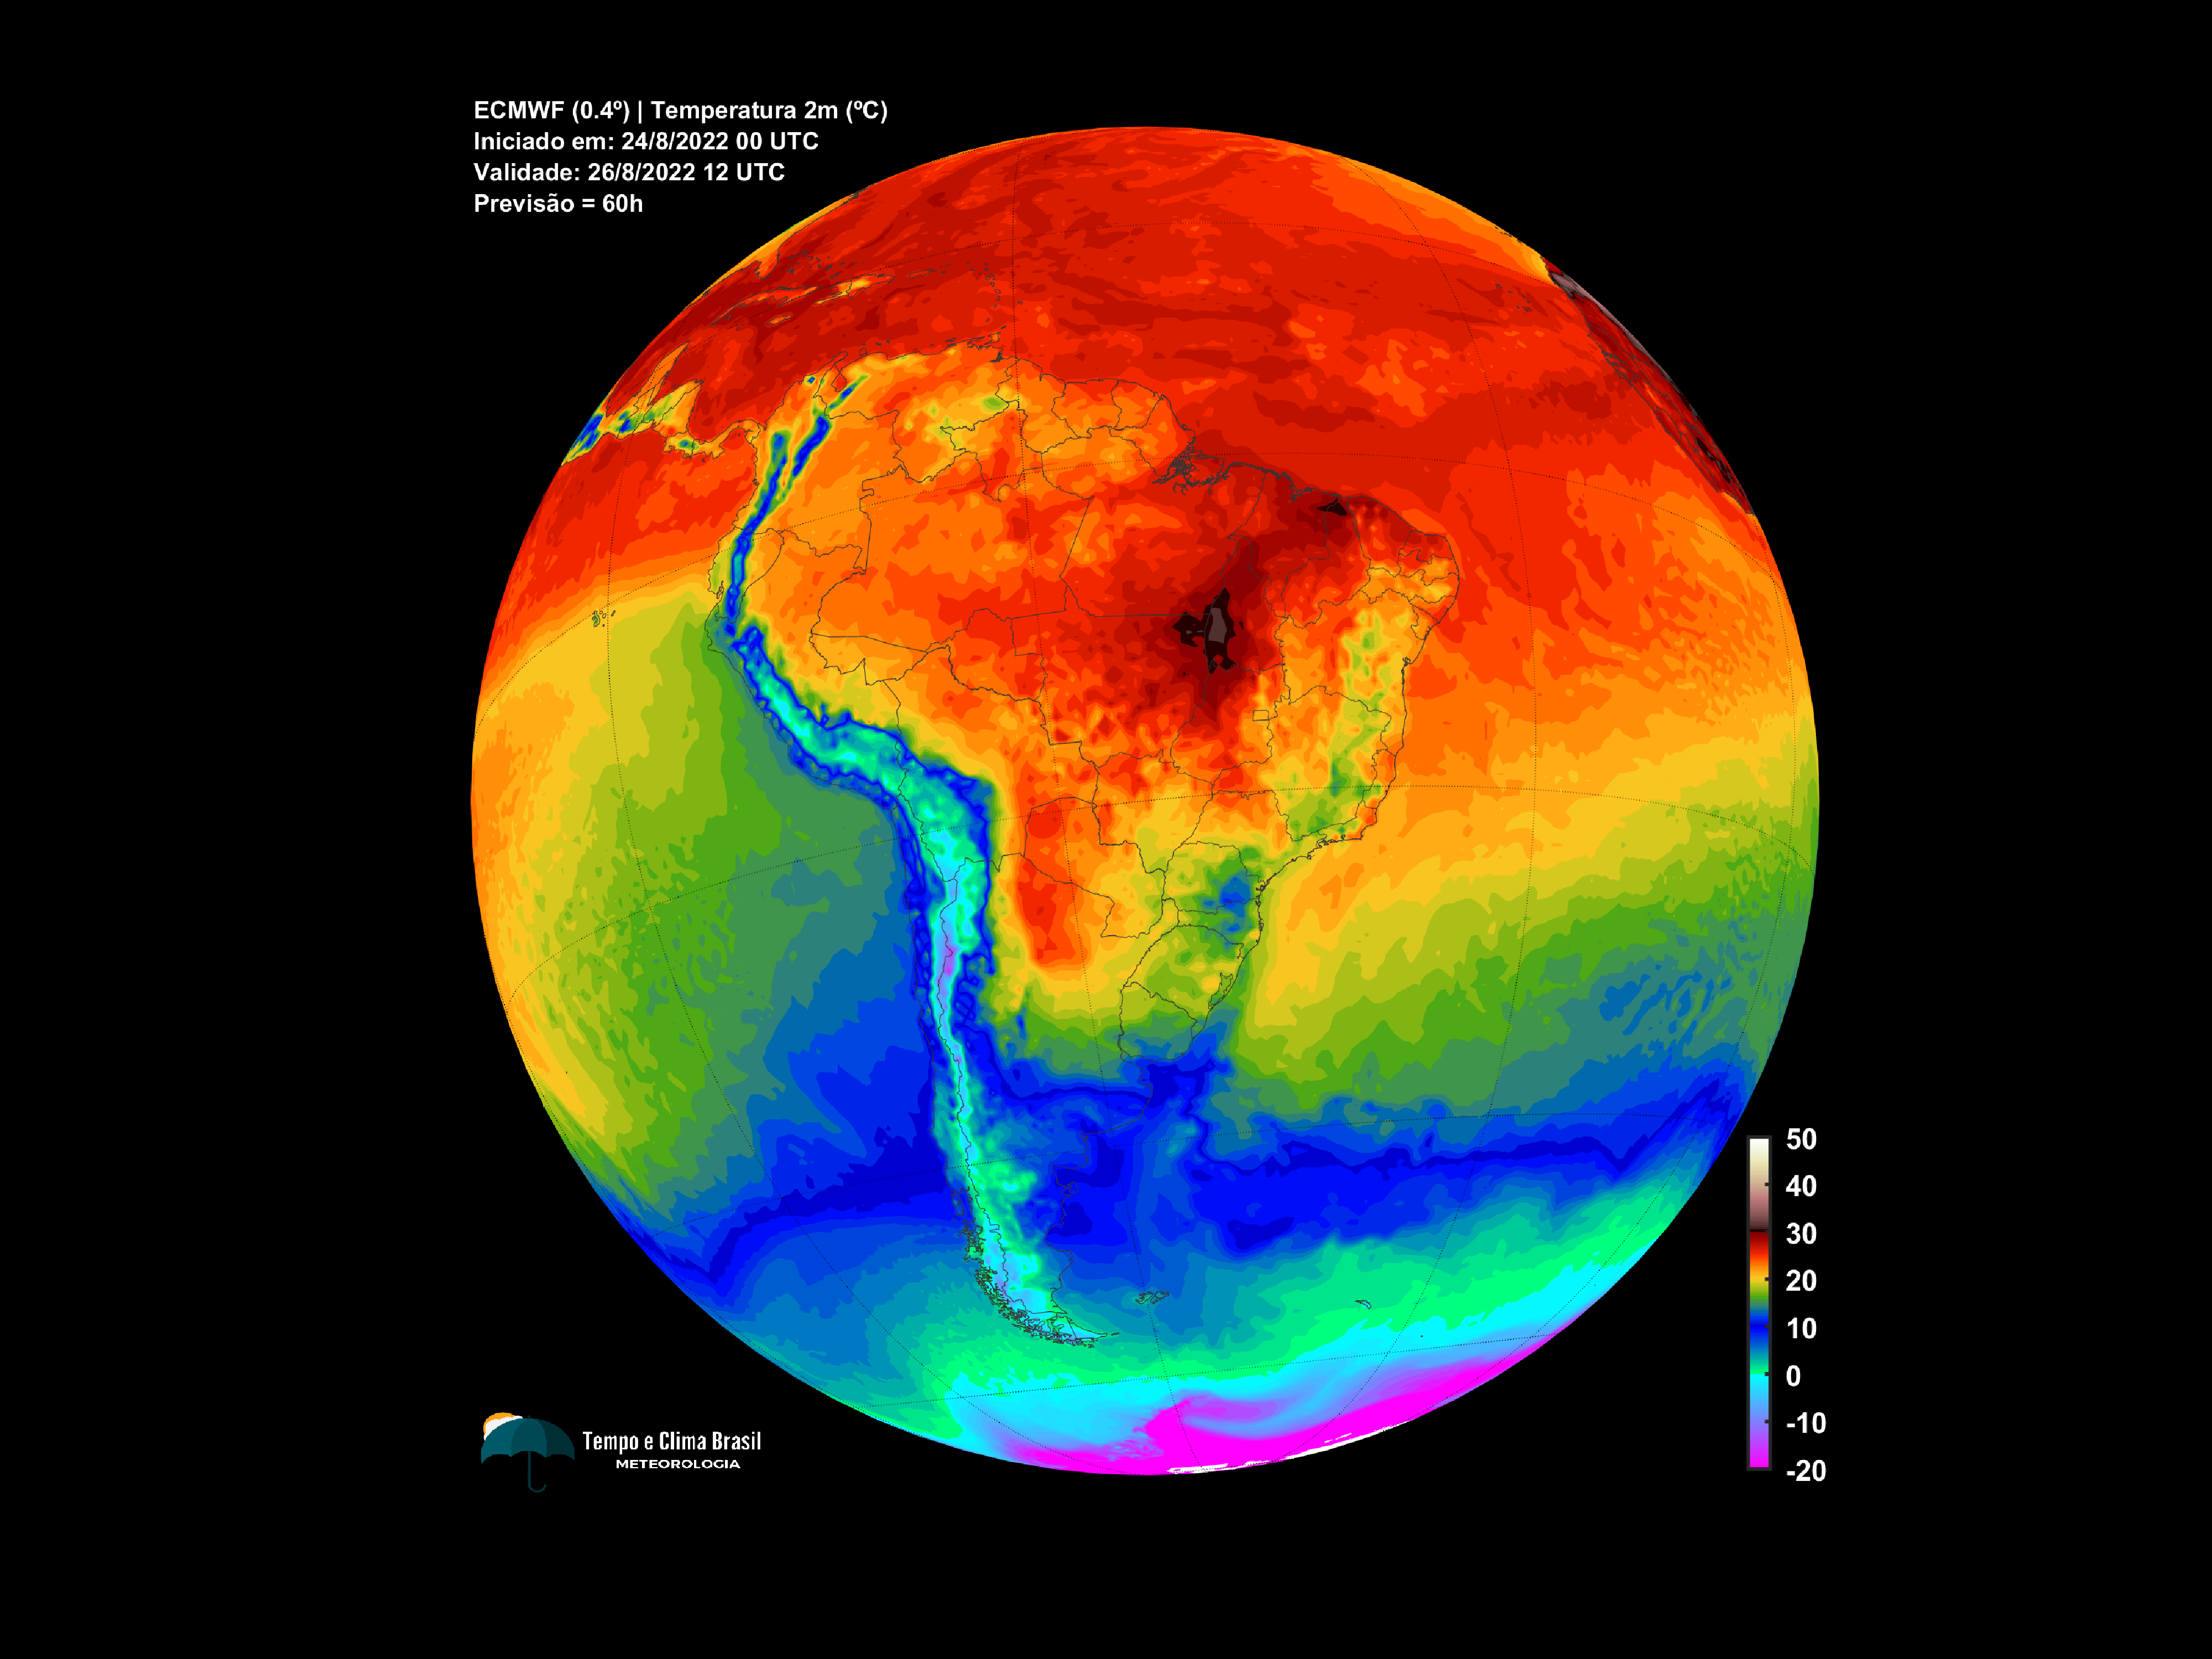 ECMWF (0.4º) | Temperatura 2m (ºC)
Iniciado em: 24/8/2022 00 UTC
Validade: 26/8/2022 12 UTC
Previsão = 60h
50
40
30
20
10
0
-10
-20
Tempo e Clima Brasil
METEOROLOGIA